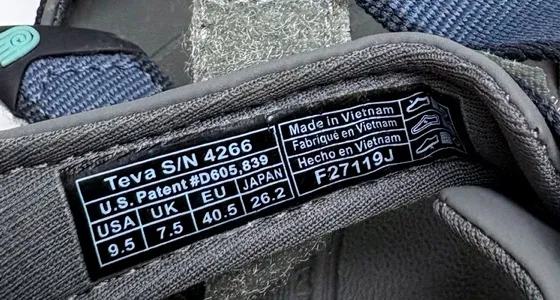 Teva S/N 4266
U.S. Patent #D605,839
USA UK EU JAPAN
9.5 7.5 40.5 26.2
Made in Vietnam
Fabriqué en Vietnam
Hecho en Vietnam
F27119J